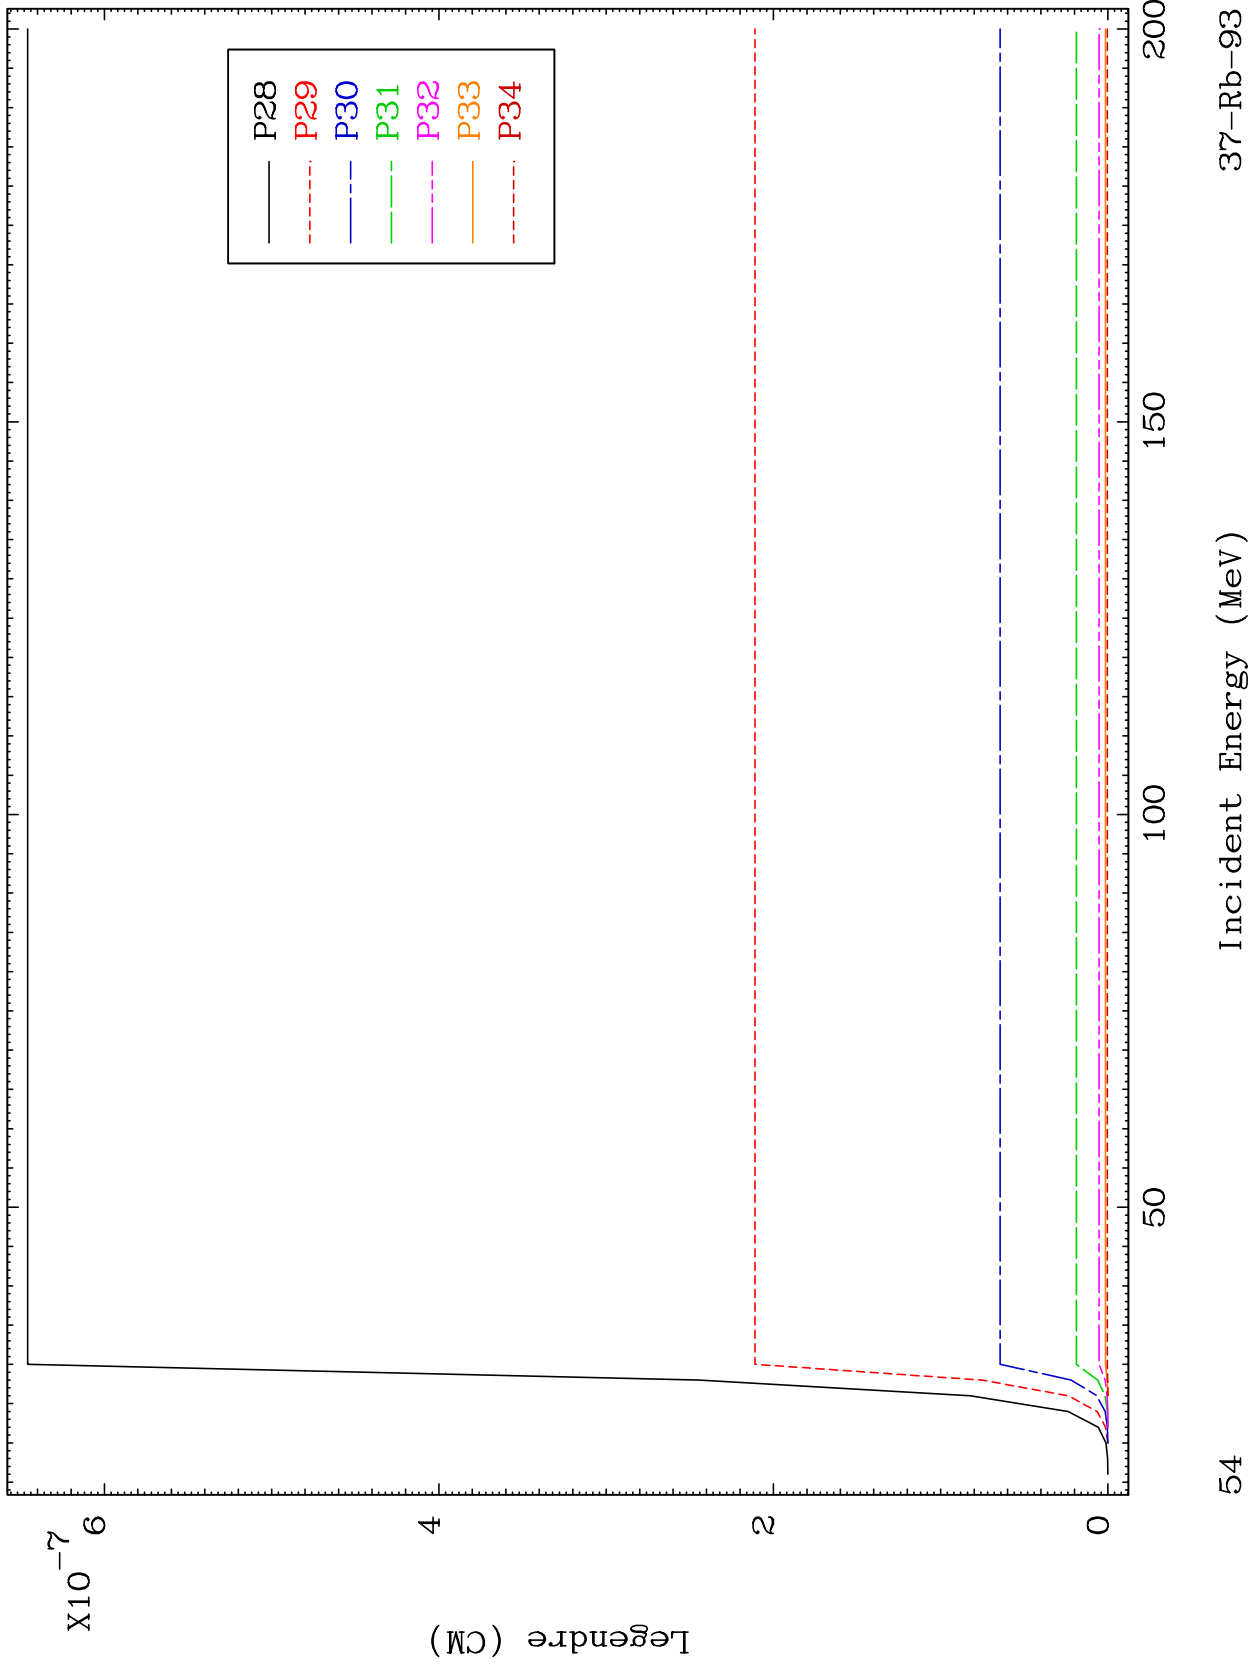 X10-7
6
4
2
0
Legendre (CM)
P28
P29
P30
P31
P32
P33
P34
50
100
150
200
Incident Energy (MeV)
54
37-Rb-93